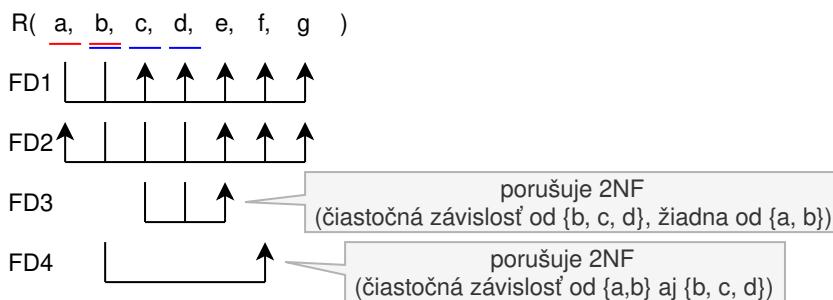 R( a, b, c, d, e, f, g )
FD1
FD2
FD3
porušuje 2NF
(čiastočná závislosť od {b, c, d}, žiadna od {a, b})
FD4
porušuje 2NF
(čiastočná závislosť od {a,b} aj {b, c, d})